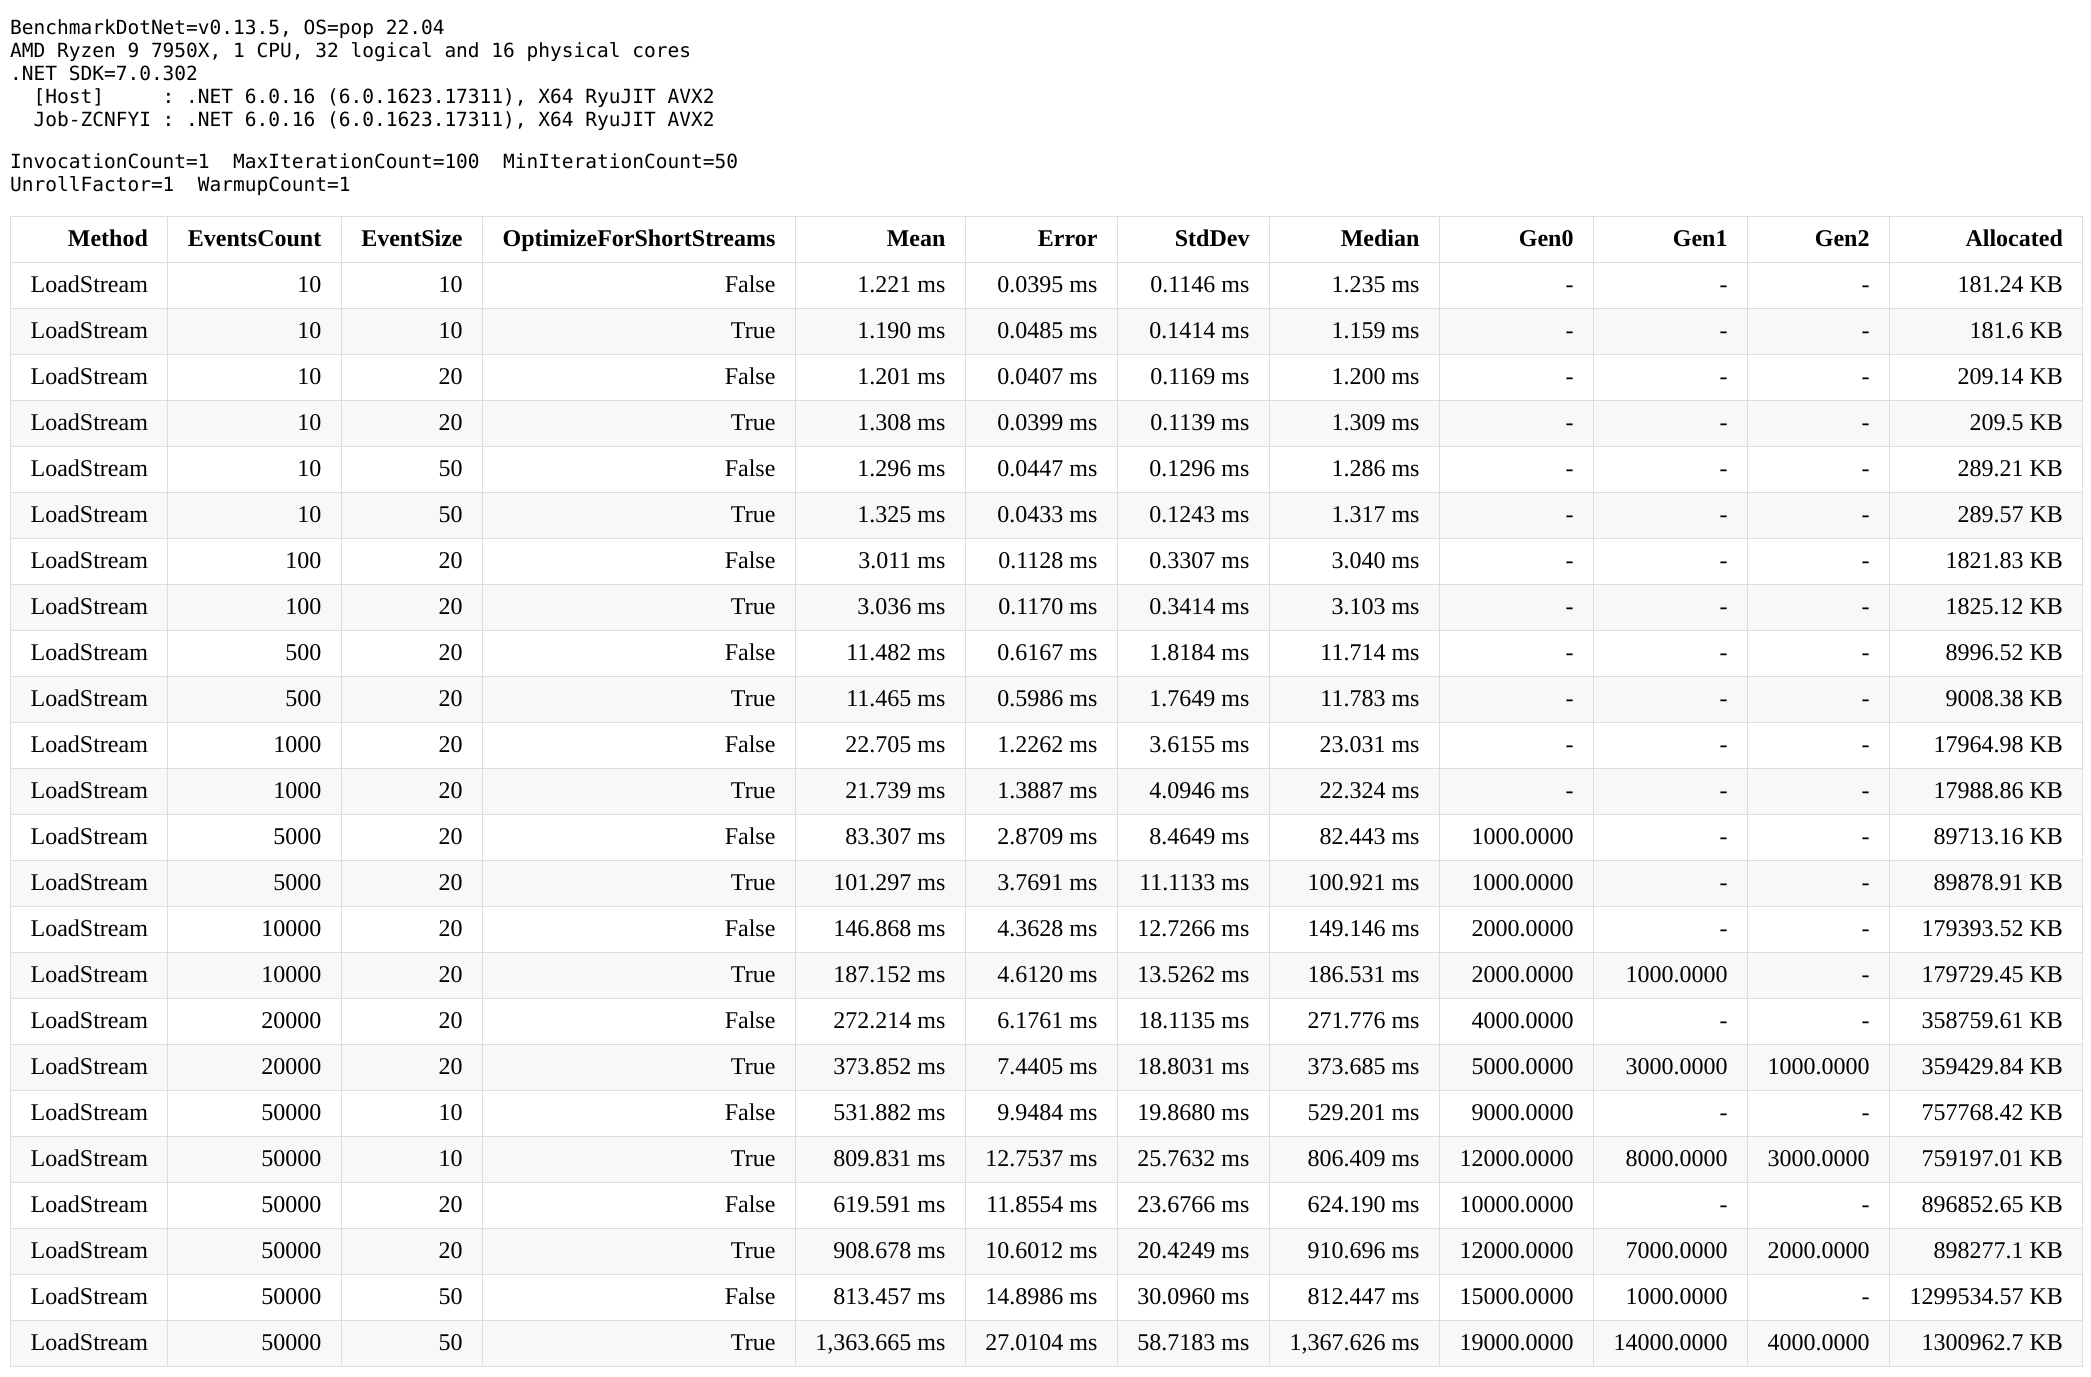 BenchmarkDotNet=v0.13.5, OS=pop 22.04
AMD Ryzen 9 7950X, 1 CPU, 32 logical and 16 physical cores
.NET SDK=7.0.302
  [Host]     : .NET 6.0.16 (6.0.1623.17311), X64 RyuJIT AVX2
  Job-ZCNFYI : .NET 6.0.16 (6.0.1623.17311), X64 RyuJIT AVX2
InvocationCount=1  MaxIterationCount=100  MinIterationCount=50
UnrollFactor=1  WarmupCount=1
Method EventsCount EventSize OptimizeForShortStreams Mean Error StdDev Median Gen0 Gen1 Gen2 Allocated
LoadStream 10 10 False 1.221 ms 0.0395 ms 0.1146 ms 1.235 ms - - - 181.24 KB
LoadStream 10 10 True 1.190 ms 0.0485 ms 0.1414 ms 1.159 ms - - - 181.6 KB
LoadStream 10 20 False 1.201 ms 0.0407 ms 0.1169 ms 1.200 ms - - - 209.14 KB
LoadStream 10 20 True 1.308 ms 0.0399 ms 0.1139 ms 1.309 ms - - - 209.5 KB
LoadStream 10 50 False 1.296 ms 0.0447 ms 0.1296 ms 1.286 ms - - - 289.21 KB
LoadStream 10 50 True 1.325 ms 0.0433 ms 0.1243 ms 1.317 ms - - - 289.57 KB
LoadStream 100 20 False 3.011 ms 0.1128 ms 0.3307 ms 3.040 ms - - - 1821.83 KB
LoadStream 100 20 True 3.036 ms 0.1170 ms 0.3414 ms 3.103 ms - - - 1825.12 KB
LoadStream 500 20 False 11.482 ms 0.6167 ms 1.8184 ms 11.714 ms - - - 8996.52 KB
LoadStream 500 20 True 11.465 ms 0.5986 ms 1.7649 ms 11.783 ms - - - 9008.38 KB
LoadStream 1000 20 False 22.705 ms 1.2262 ms 3.6155 ms 23.031 ms - - - 17964.98 KB
LoadStream 1000 20 True 21.739 ms 1.3887 ms 4.0946 ms 22.324 ms - - - 17988.86 KB
LoadStream 5000 20 False 83.307 ms 2.8709 ms 8.4649 ms 82.443 ms 1000.0000 - - 89713.16 KB
LoadStream 5000 20 True 101.297 ms 3.7691 ms 11.1133 ms 100.921 ms 1000.0000 - - 89878.91 KB
LoadStream 10000 20 False 146.868 ms 4.3628 ms 12.7266 ms 149.146 ms 2000.0000 - - 179393.52 KB
LoadStream 10000 20 True 187.152 ms 4.6120 ms 13.5262 ms 186.531 ms 2000.0000 1000.0000 - 179729.45 KB
LoadStream 20000 20 False 272.214 ms 6.1761 ms 18.1135 ms 271.776 ms 4000.0000 - - 358759.61 KB
LoadStream 20000 20 True 373.852 ms 7.4405 ms 18.8031 ms 373.685 ms 5000.0000 3000.0000 1000.0000 359429.84 KB
LoadStream 50000 10 False 531.882 ms 9.9484 ms 19.8680 ms 529.201 ms 9000.0000 - - 757768.42 KB
LoadStream 50000 10 True 809.831 ms 12.7537 ms 25.7632 ms 806.409 ms 12000.0000 8000.0000 3000.0000 759197.01 KB
LoadStream 50000 20 False 619.591 ms 11.8554 ms 23.6766 ms 624.190 ms 10000.0000 - - 896852.65 KB
LoadStream 50000 20 True 908.678 ms 10.6012 ms 20.4249 ms 910.696 ms 12000.0000 7000.0000 2000.0000 898277.1 KB
LoadStream 50000 50 False 813.457 ms 14.8986 ms 30.0960 ms 812.447 ms 15000.0000 1000.0000 - 1299534.57 KB
LoadStream 50000 50 True 1,363.665 ms 27.0104 ms 58.7183 ms 1,367.626 ms 19000.0000 14000.0000 4000.0000 1300962.7 KB